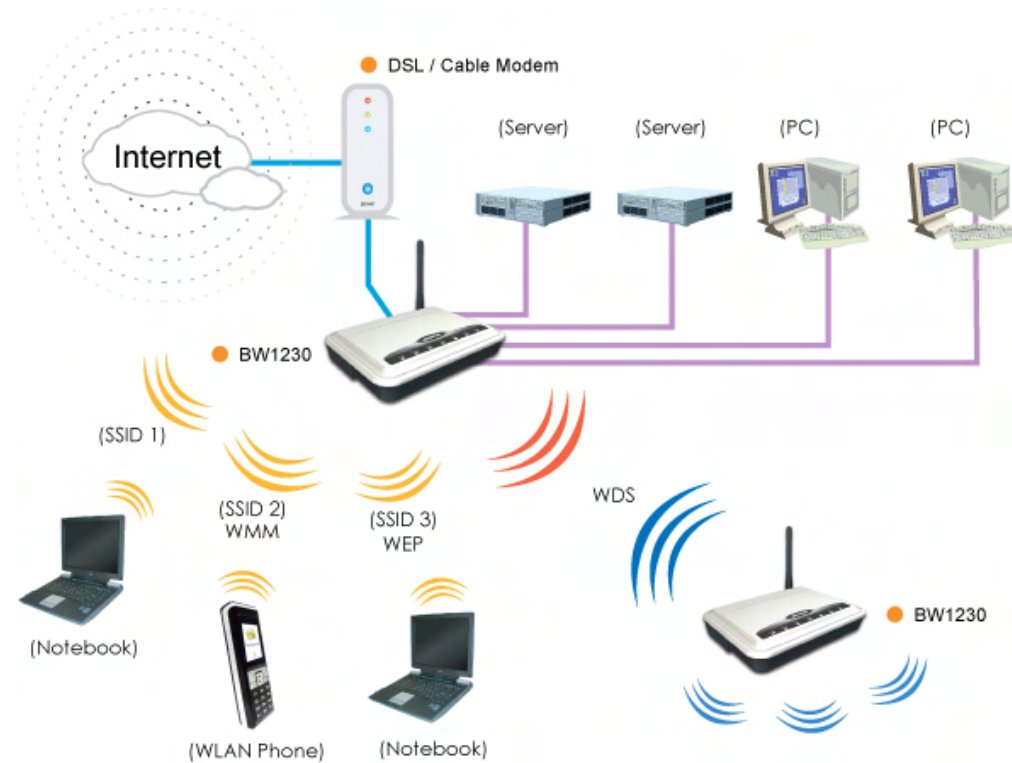 DSL / Cable Modem
Internet
(Server)
(Server)
(PC)
(PC)
BW1230
(SSID 1)
(SSID 2)
WMM
(SSID 3)
WEP
WDS
BW1230
(Notebook)
(WLAN Phone)
(Notebook)